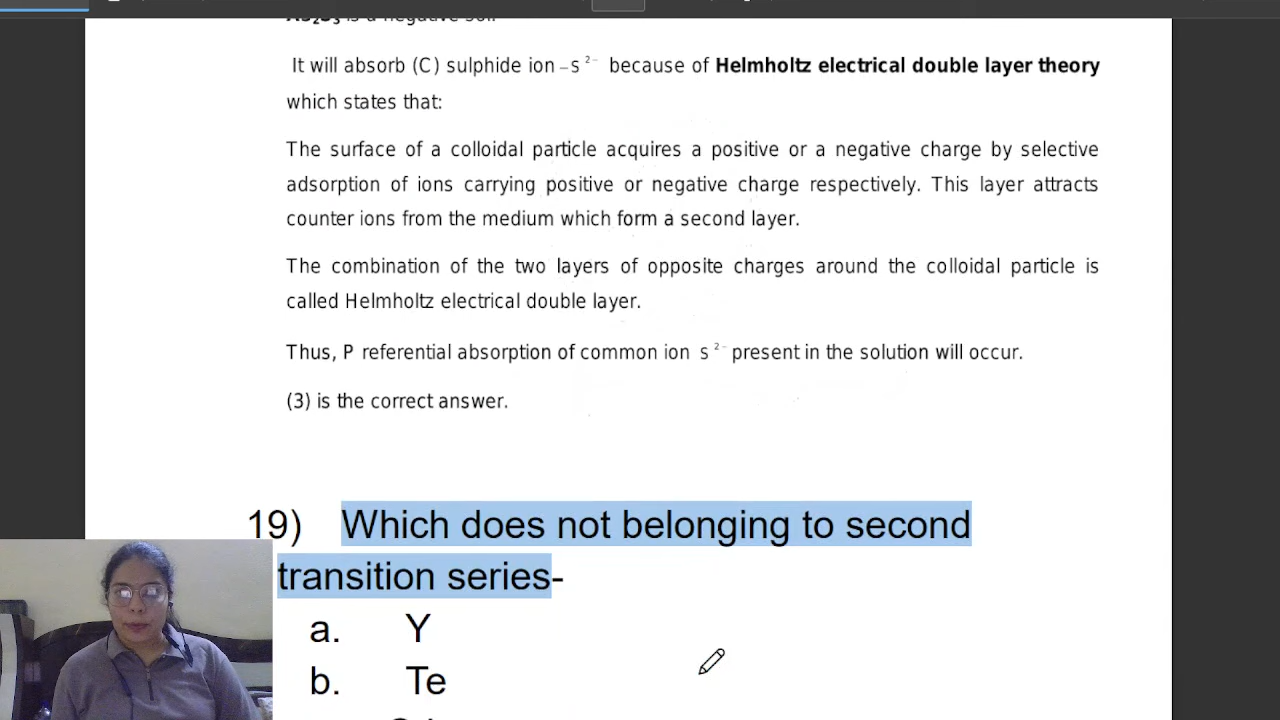 It will absorb (C) sulphide ion –s²⁻ because of Helmholtz electrical double layer theory
which states that:
The surface of a colloidal particle acquires a positive or a negative charge by selective
adsorption of ions carrying positive or negative charge respectively. This layer attracts
counter ions from the medium which form a second layer.
The combination of the two layers of opposite charges around the colloidal particle is
called Helmholtz electrical double layer.
Thus, P referential absorption of common ion s²⁻ present in the solution will occur.
(3) is the correct answer.
19) Which does not belonging to second
transition series-
a. Y
b. Te